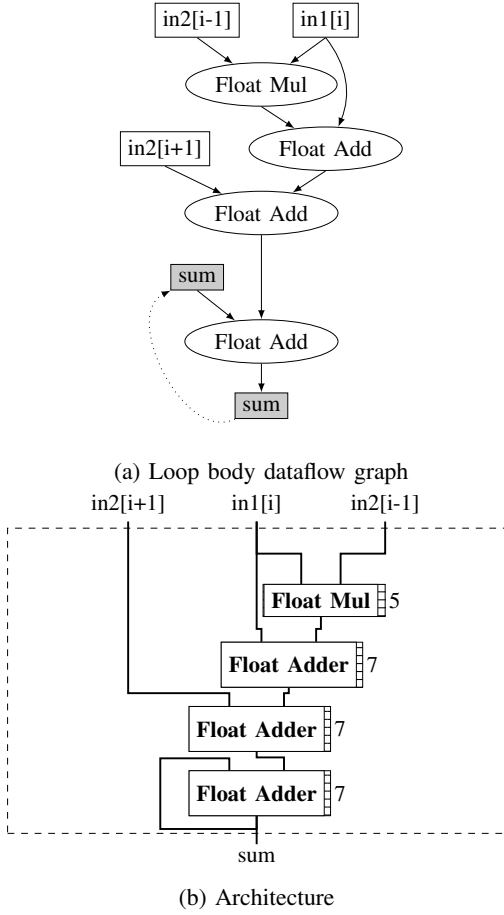 in2[i-1] in1[i]
Float Mul
Float Add
in2[i+1]
Float Add
sum
Float Add
sum
(a) Loop body dataflow graph
in2[i+1] in1[i] in2[i-1]
Float Mul 5
Float Adder 7
Float Adder 7
Float Adder 7
sum
(b) Architecture